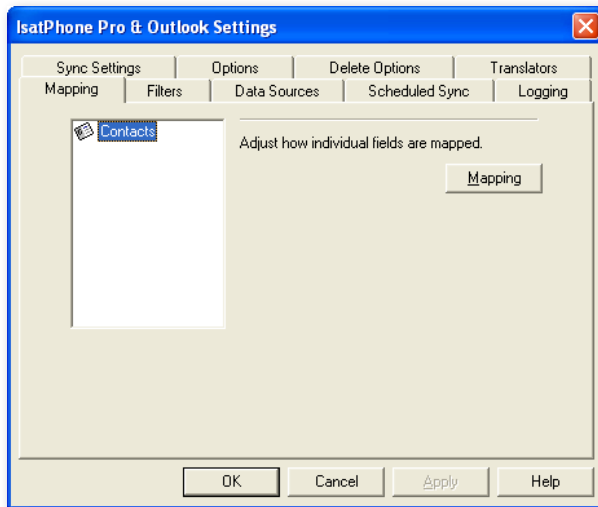 IsatPhone Pro & Outlook Settings
Sync Settings Options Delete Options Translators
Mapping Filters Data Sources Scheduled Sync Logging
Contacts
Adjust how individual fields are mapped.
Mapping
OK Cancel Apply Help